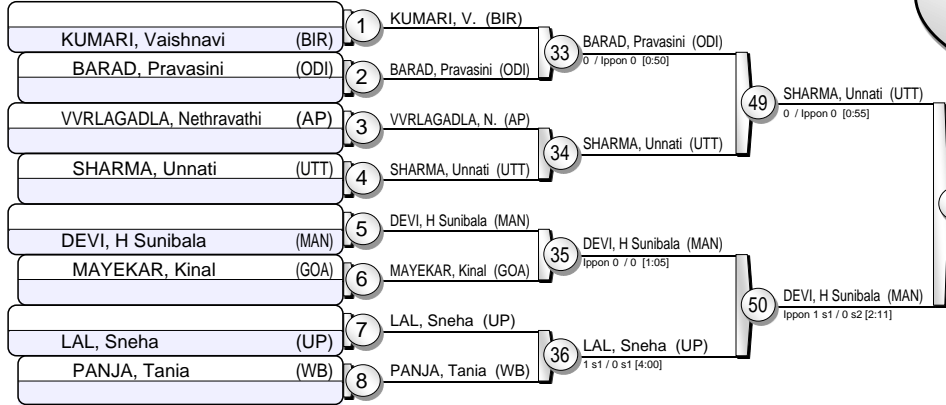 KUMARI, Vaishnavi (BIR)
BARAD, Pravasini (ODI)
VVRLAGADLA, Nethravathi (AP)
SHARMA, Unnati (UTT)
DEVI, H Sunibala (MAN)
MAYEKAR, Kinal (GOA)
LAL, Sneha (UP)
PANJA, Tania (WB)
1 KUMARI, V. (BIR)
2 BARAD, Pravasini (ODI)
3 VVRLAGADLA, N. (AP)
4 SHARMA, Unnati (UTT)
5 DEVI, H Sunibala (MAN)
6 MAYEKAR, Kinal (GOA)
7 LAL, Sneha (UP)
8 PANJA, Tania (WB)
33 BARAD, Pravasini (ODI)
0 / Ippon 0 [0:50]
34 SHARMA, Unnati (UTT)
35 DEVI, H Sunibala (MAN)
Ippon 0 / 0 [1:05]
36 LAL, Sneha (UP)
1 s1 / 0 s1 [4:00]
49 SHARMA, Unnati (UTT)
0 / Ippon 0 [0:55]
50 DEVI, H Sunibala (MAN)
Ippon 1 s1 / 0 s2 [2:11]